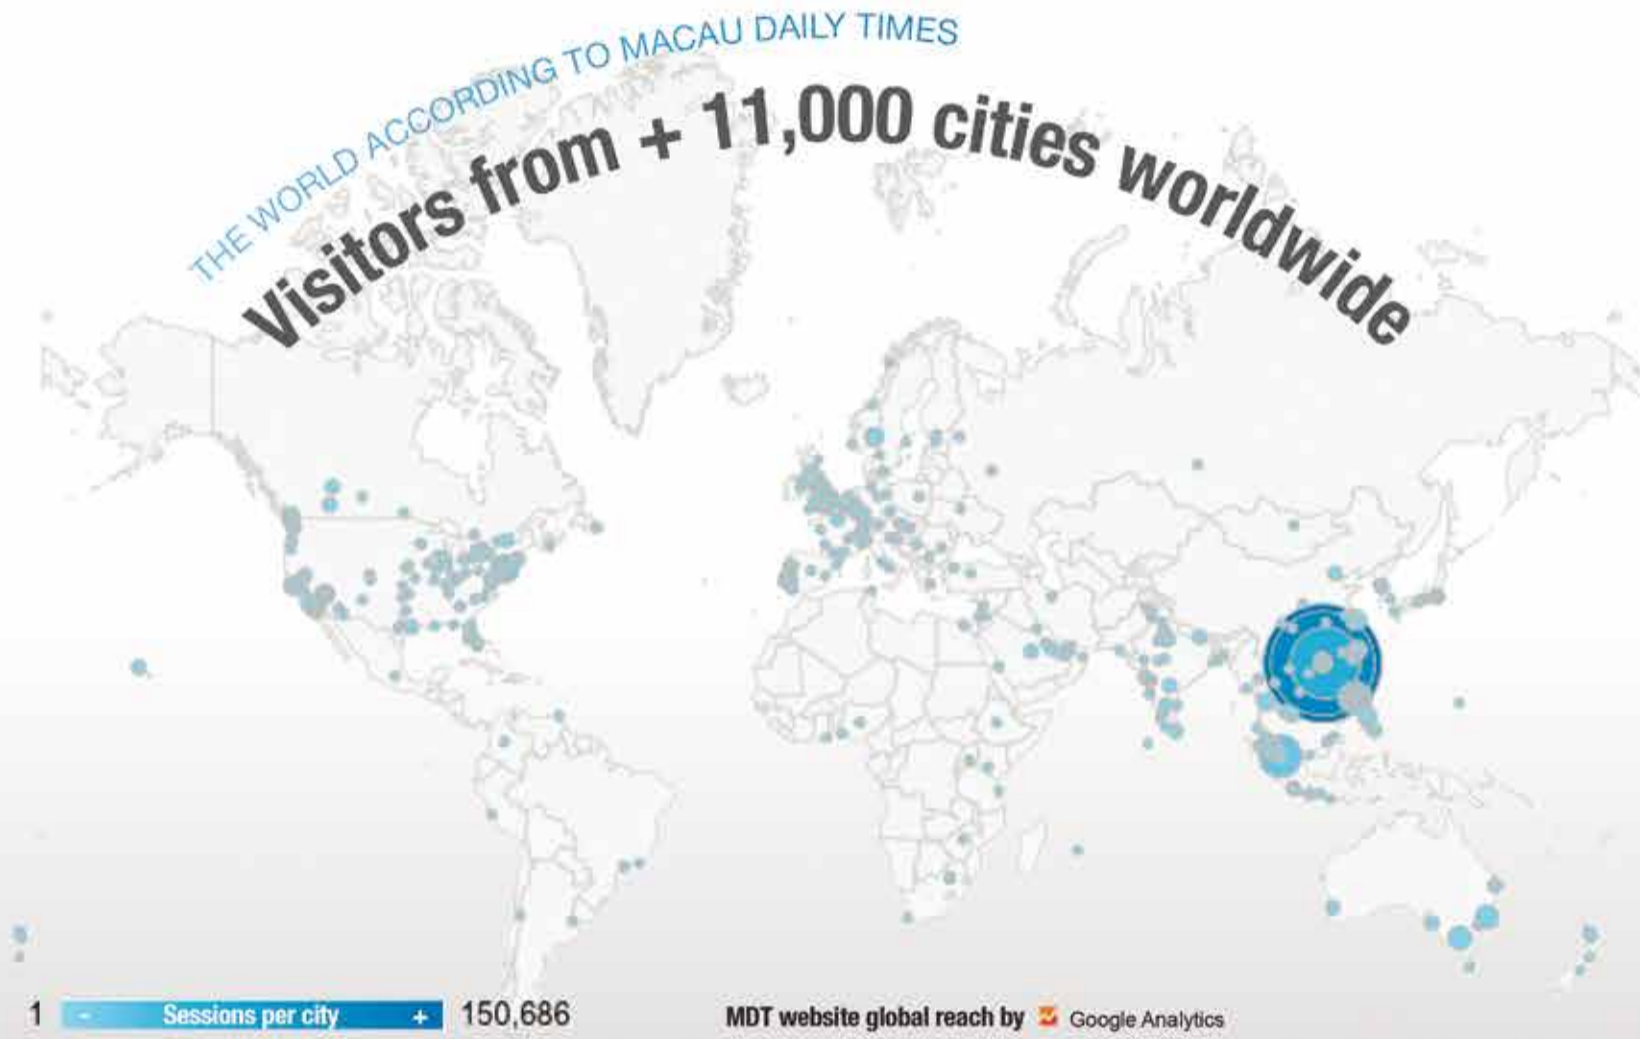 THE WORLD ACCORDING TO MACAU DAILY TIMES
Visitors from + 11,000 cities worldwide
1 - Sessions per city + 150,686
MDT website global reach by Google Analytics